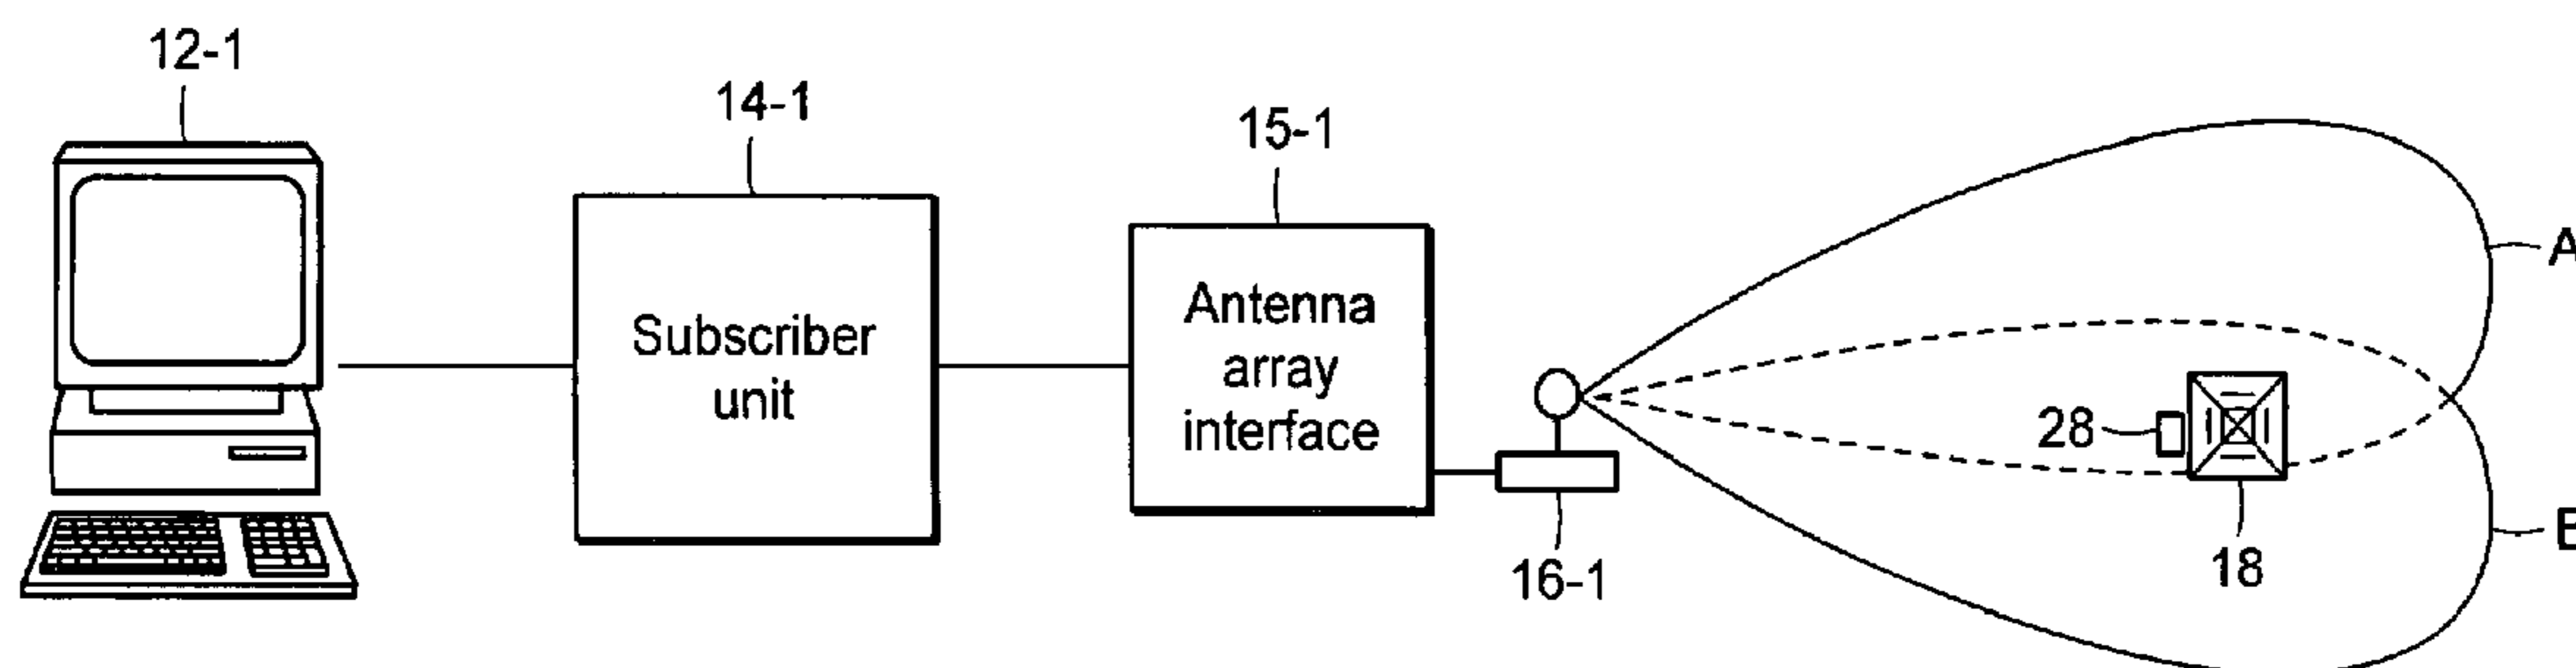 12-1
14-1
15-1
Subscriber
unit
Antenna
array
interface
A
28
18
16-1